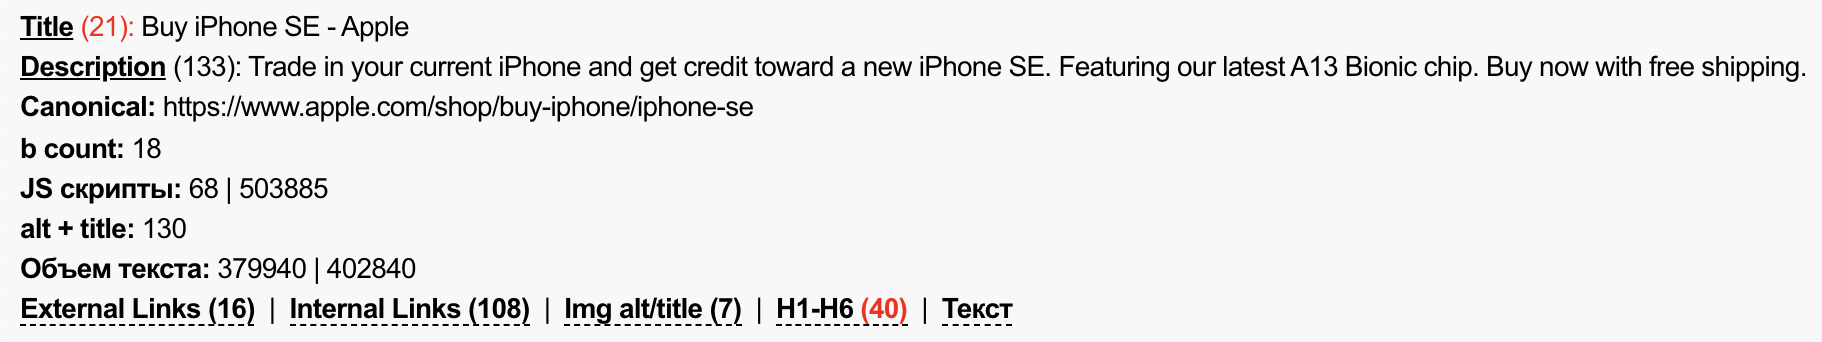 Title (21): Buy iPhone SE - Apple
Description (133): Trade in your current iPhone and get credit toward a new iPhone SE. Featuring our latest A13 Bionic chip. Buy now with free shipping.
Canonical: https://www.apple.com/shop/buy-iphone/iphone-se
b count: 18
JS скрипты: 68 | 503885
alt + title: 130
Объем текста: 379940 | 402840
External Links (16) | Internal Links (108) | Img alt/title (7) | H1-H6 (40) | Текст